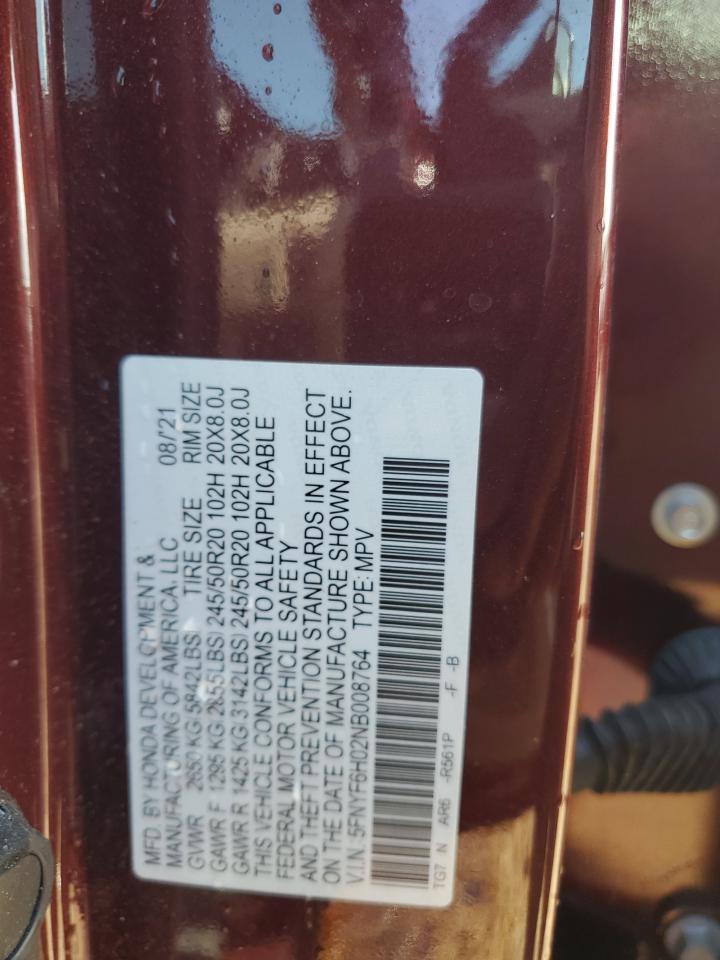 MFD. BY HONDA DEVELOPMENT &
MANUFACTURING OF AMERICA, LLC 08/'21
GVWR 2650 KG(5842LBS) TIRE SIZE RIM SIZE
GAWR F 1295 KG(2855LBS) 245/50R20 102H 20X8.0J
GAWR R 1425 KG(3142LBS) 245/50R20 102H 20X8.0J
THIS VEHICLE CONFORMS TO ALL APPLICABLE
FEDERAL MOTOR VEHICLE SAFETY
AND THEFT PREVENTION STANDARDS IN EFFECT
ON THE DATE OF MANUFACTURE SHOWN ABOVE.
V.I.N: 5FNYF6H02NB008764 TYPE: MPV
TG7 N AR6 -R561P -F -B